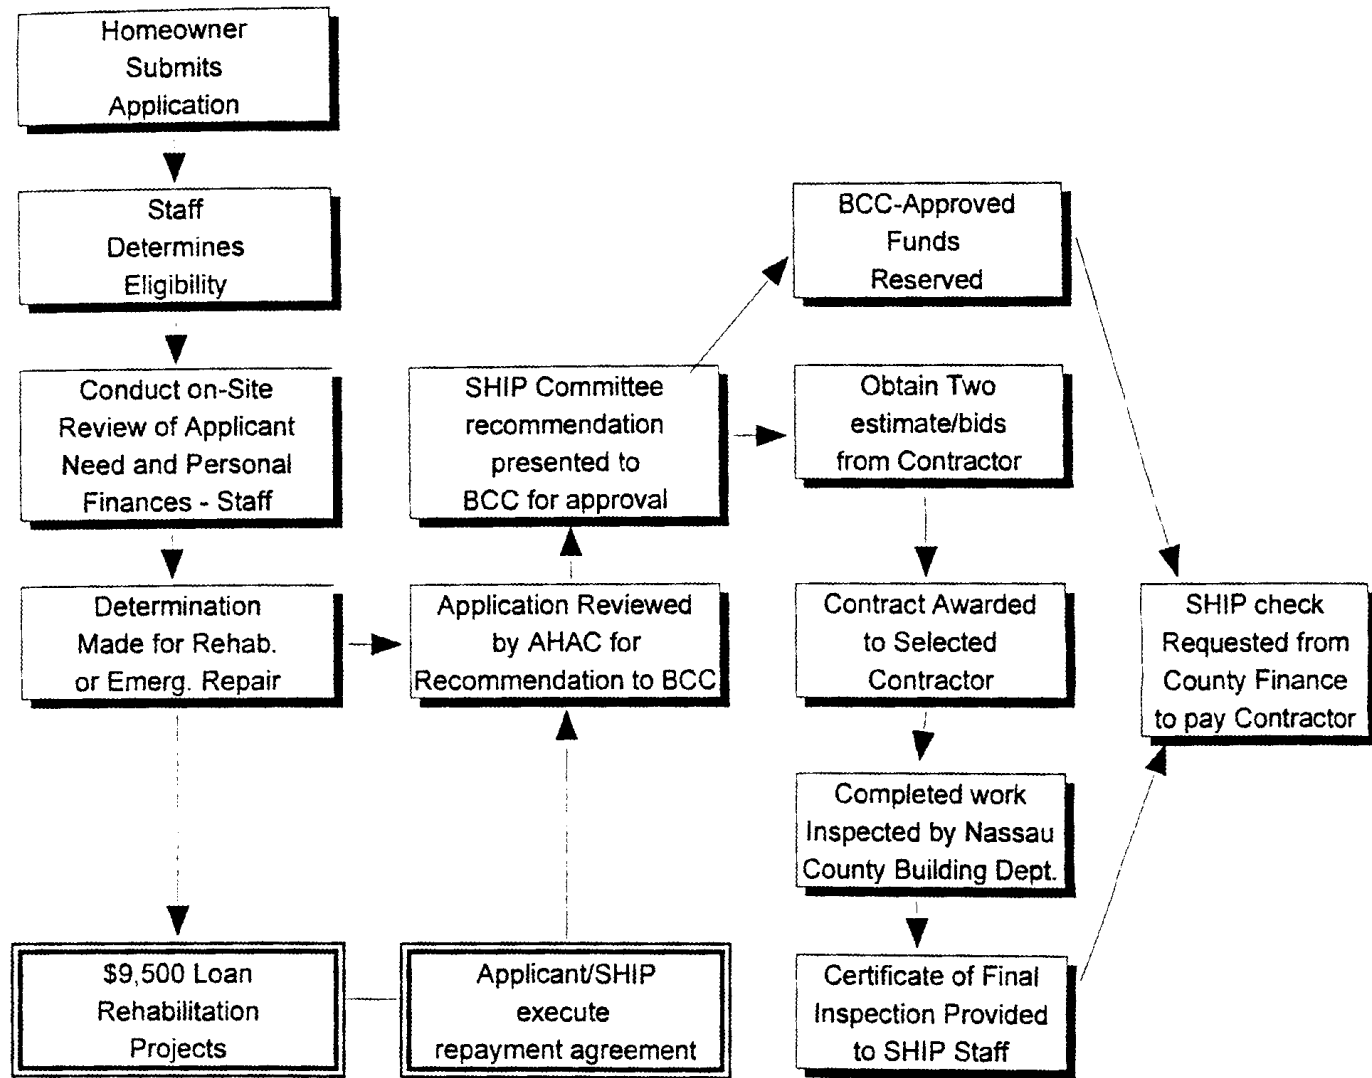 Homeowner
Submits
Application
Staff
Determines
Eligibility
Conduct on-Site
Review of Applicant
Need and Personal
Finances - Staff
Determination
Made for Rehab.
or Emerg. Repair
$9,500 Loan
Rehabilitation
Projects
Applicant/SHIP
execute
repayment agreement
Application Reviewed
by AHAC for
Recommendation to BCC
SHIP Committee
recommendation
presented to
BCC for approval
BCC-Approved
Funds
Reserved
Obtain Two
estimate/bids
from Contractor
Contract Awarded
to Selected
Contractor
Completed work
Inspected by Nassau
County Building Dept.
Certificate of Final
Inspection Provided
to SHIP Staff
SHIP check
Requested from
County Finance
to pay Contractor